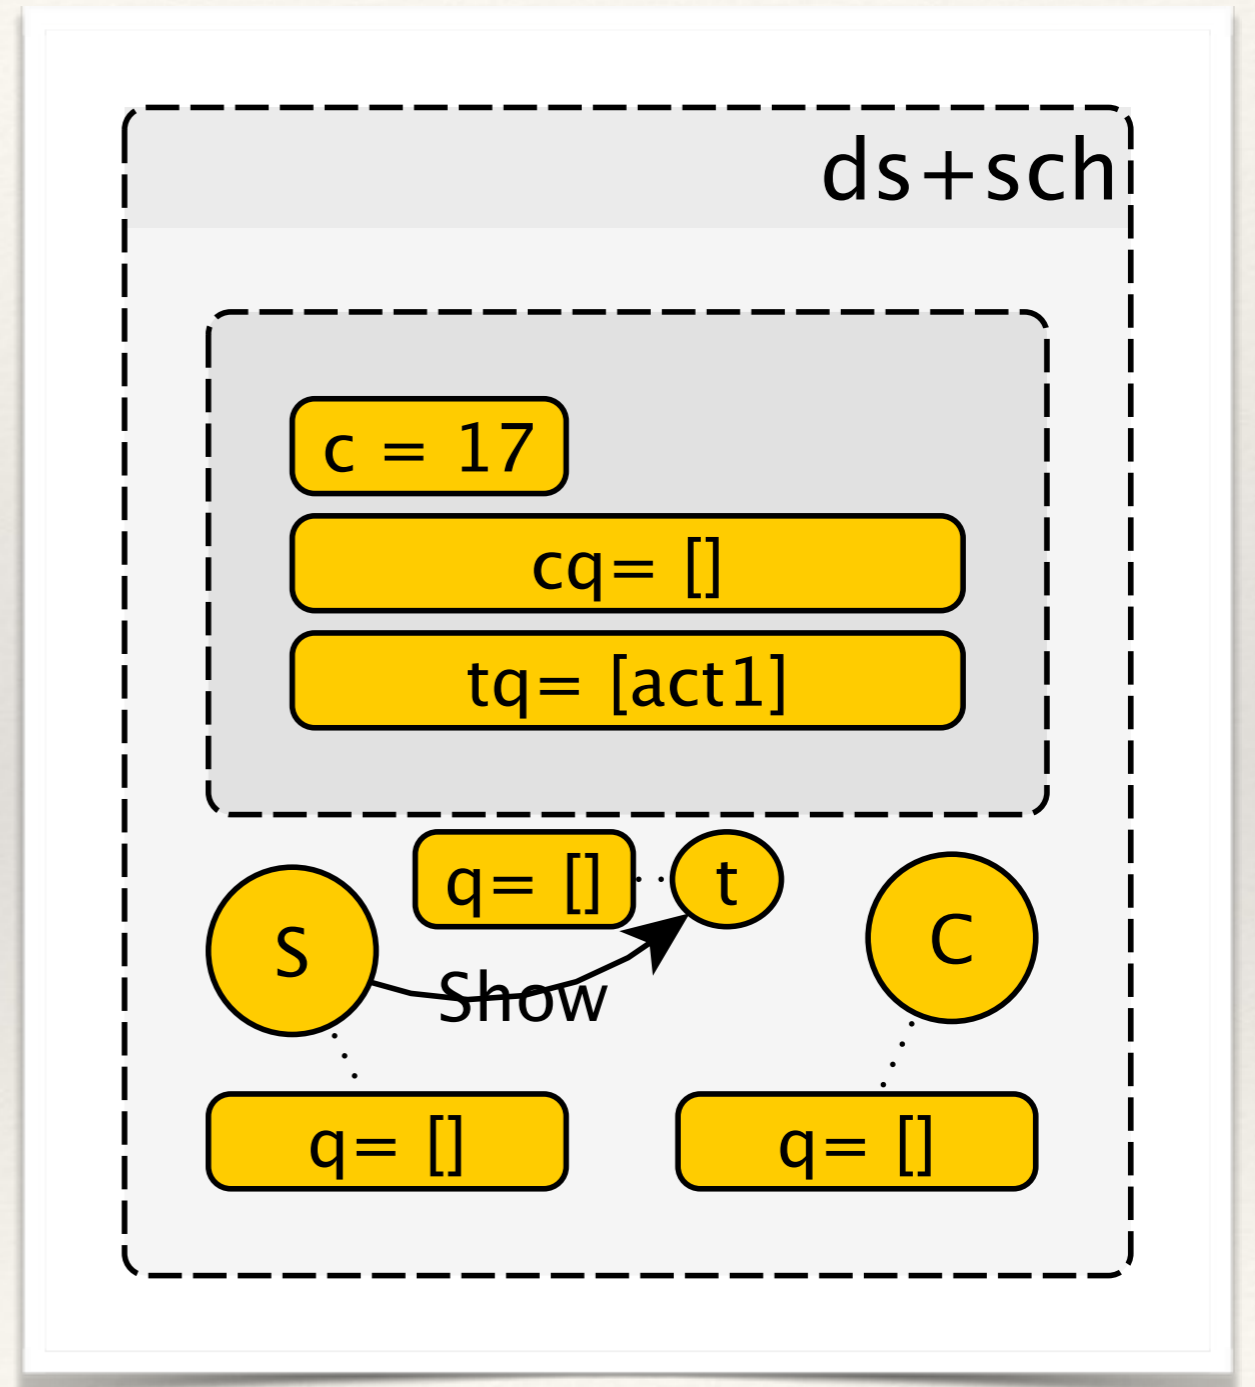 ds+sch
c = 17
cq= []
tq= [act1]
q= []
t
S
C
Show
q= []
q= []